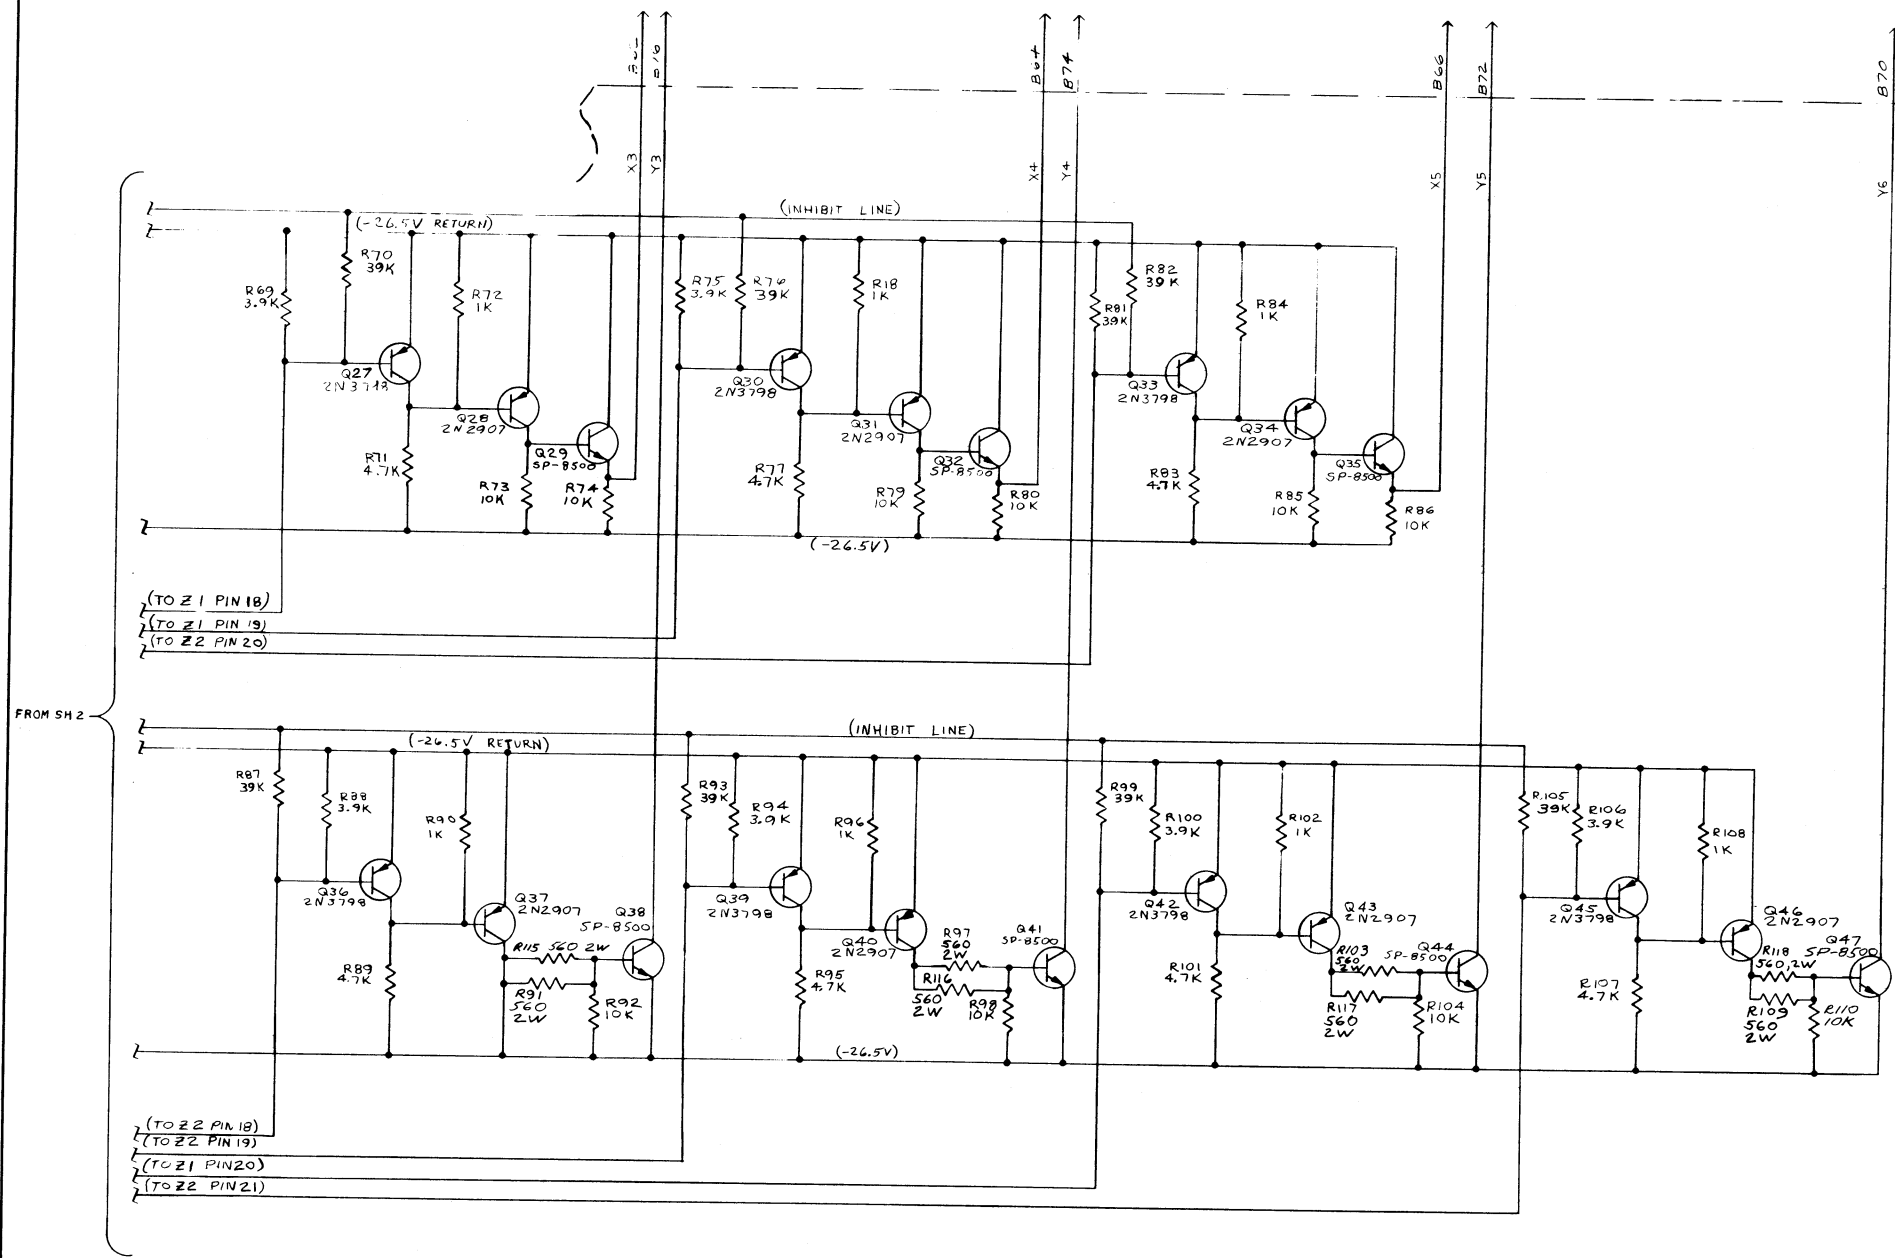 B64
B74
B66
B72
B70
B76
X3
Y3
X4
Y4
X5
Y5
Y6
(INHIBIT LINE)
(-26.5V RETURN)
R69
3.9K
R70
39K
R72
1K
R75
3.9K
R76
39K
R18
1K
R81
39K
R82
39K
R84
1K
Q27
Q28
2N2907
Q29
SP-8500
R71
4.7K
R73
10K
R74
10K
Q30
2N3798
Q31
2N2907
Q32
SP-8500
R77
4.7K
R79
10K
R80
10K
Q33
2N3798
Q34
2N2907
Q35
SP-8500
R83
4.7K
R85
10K
R86
10K
(-26.5V)
(TO Z1 PIN 18)
(TO Z1 PIN 19)
(TO Z2 PIN 20)
FROM SH 2
(INHIBIT LINE)
(-26.5V RETURN)
R87
39K
R88
3.9K
R90
1K
R93
39K
R94
3.9K
R96
1K
R99
39K
R100
3.9K
R102
1K
R105
39K
R106
3.9K
R108
1K
Q36
2N3798
Q37
2N2907
Q38
SP-8500
R115 560 2W
R89
4.7K
R91
560
2W
R92
10K
Q39
2N3798
Q40
2N2907
R97
560
2W
Q41
SP-8500
R95
4.7K
R116
560
2W
R98
10K
Q42
2N3798
Q43
2N2907
R103
560
2W
Q44
SP-8500
R101
4.7K
R117
560
2W
R104
10K
Q45
2N3798
Q46
2N2907
Q47
SP-8500
R118
560,2W
R107
4.7K
R109
560
2W
R110
10K
(-26.5V)
(TO Z2 PIN 18)
(TO Z2 PIN 19)
(TO Z1 PIN20)
(TO Z2 PIN21)